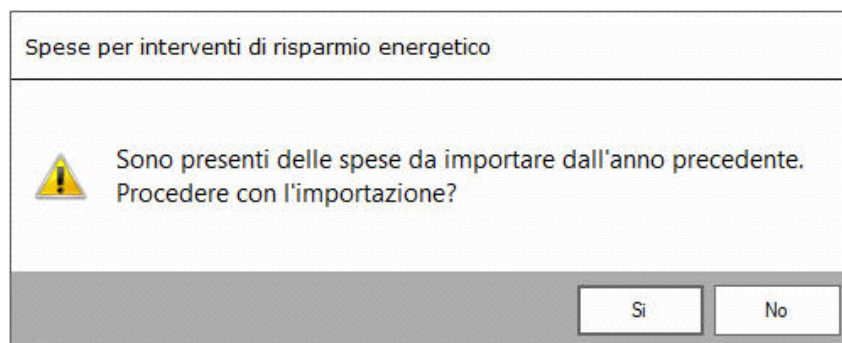 Spese per interventi di risparmio energetico
Sono presenti delle spese da importare dall'anno precedente.
Procedere con l'importazione?
Si
No